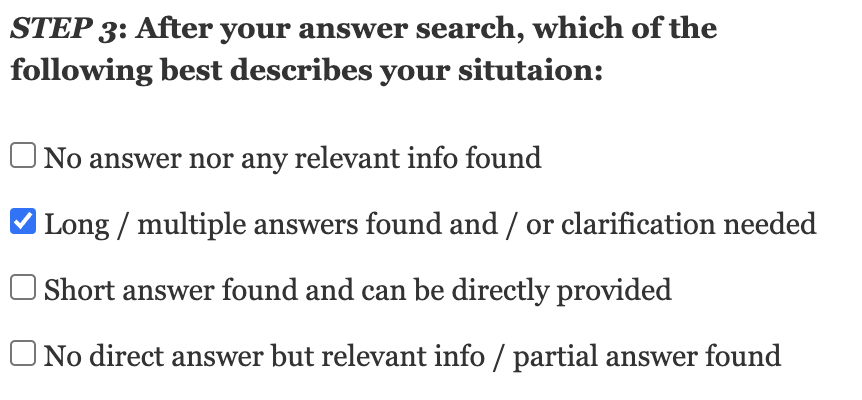 STEP 3: After your answer search, which of the
following best describes your situtaion:
No answer nor any relevant info found
Long / multiple answers found and / or clarification needed
Short answer found and can be directly provided
No direct answer but relevant info / partial answer found